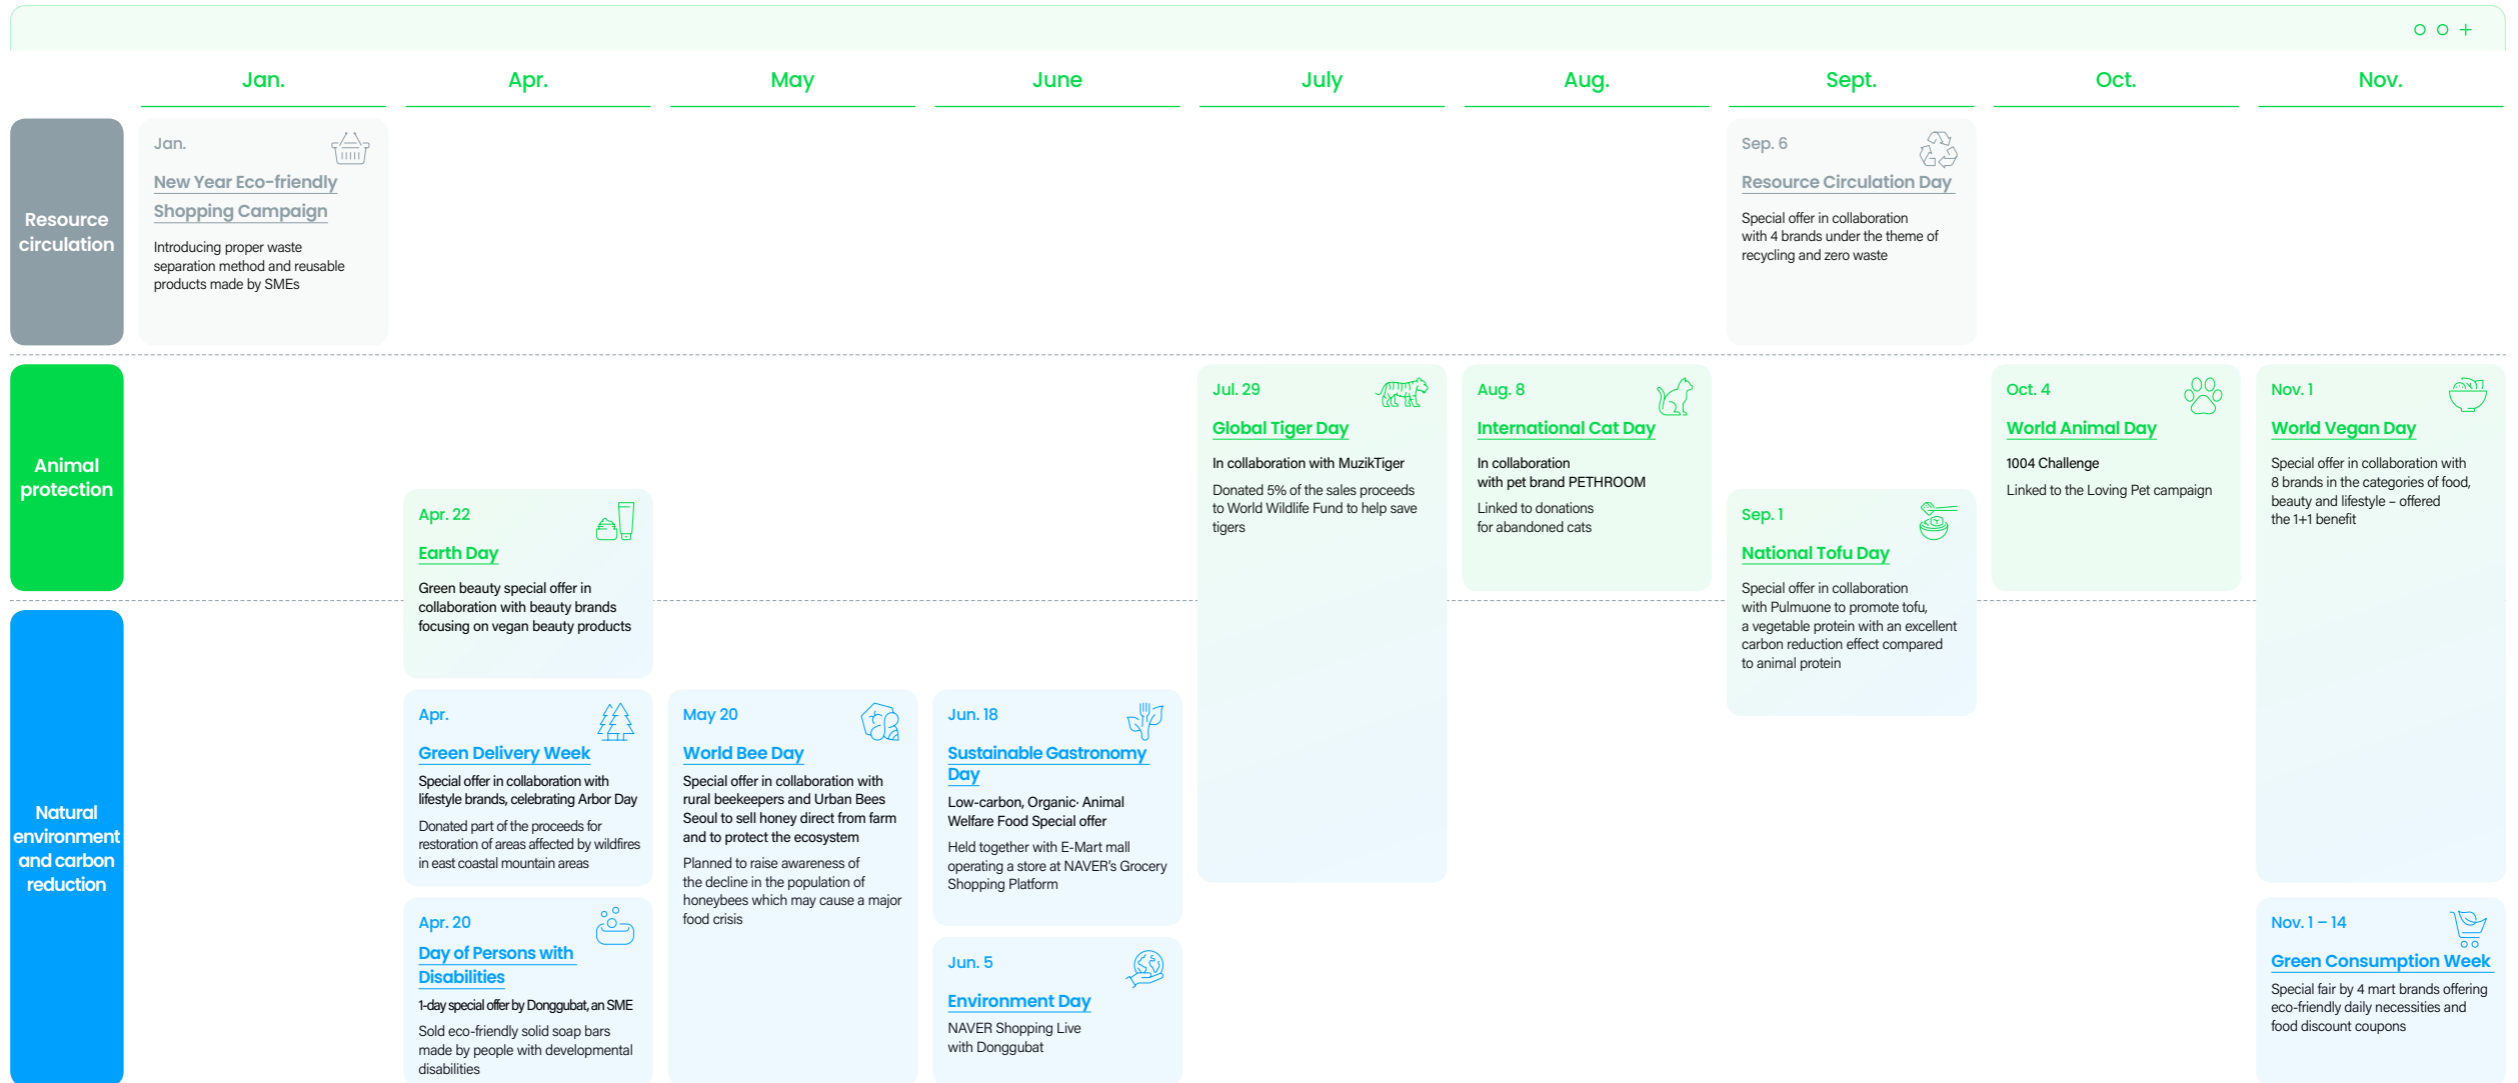 Jan.
Apr.
May
June
July
Aug.
Sept.
Oct.
Nov.
Resource
circulation
Jan.
New Year Eco-friendly
Shopping Campaign
Introducing proper waste
separation method and reusable
products made by SMEs
Sep. 6
Resource Circulation Day
Special offer in collaboration
with 4 brands under the theme of
recycling and zero waste
Animal
protection
Apr. 22
Earth Day
Green beauty special offer in
collaboration with beauty brands
focusing on vegan beauty products
Jul. 29
Global Tiger Day
In collaboration with MuzikTiger
Donated 5% of the sales proceeds
to World Wildlife Fund to help save
tigers
Aug. 8
International Cat Day
In collaboration
with pet brand PETHROOM
Linked to donations
for abandoned cats
Sep. 1
National Tofu Day
Special offer in collaboration
with Pulmuone to promote tofu,
a vegetable protein with an excellent
carbon reduction effect compared
to animal protein
Oct. 4
World Animal Day
1004 Challenge
Linked to the Loving Pet campaign
Nov. 1
World Vegan Day
Special offer in collaboration with
8 brands in the categories of food,
beauty and lifestyle – offered
the 1+1 benefit
Natural
environment
and carbon
reduction
Apr.
Green Delivery Week
Special offer in collaboration with
lifestyle brands, celebrating Arbor Day
Donated part of the proceeds for
restoration of areas affected by wildfires
in east coastal mountain areas
Apr. 20
Day of Persons with
Disabilities
1-day special offer by Donggubat, an SME
Sold eco-friendly solid soap bars
made by people with developmental
disabilities
May 20
World Bee Day
Special offer in collaboration with
rural beekeepers and Urban Bees
Seoul to sell honey direct from farm
and to protect the ecosystem
Planned to raise awareness of
the decline in the population of
honeybees which may cause a major
food crisis
Jun. 18
Sustainable Gastronomy
Day
Low-carbon, Organic· Animal
Welfare Food Special offer
Held together with E-Mart mall
operating a store at NAVER's Grocery
Shopping Platform
Jun. 5
Environment Day
NAVER Shopping Live
with Donggubat
Nov. 1 – 14
Green Consumption Week
Special fair by 4 mart brands offering
eco-friendly daily necessities and
food discount coupons